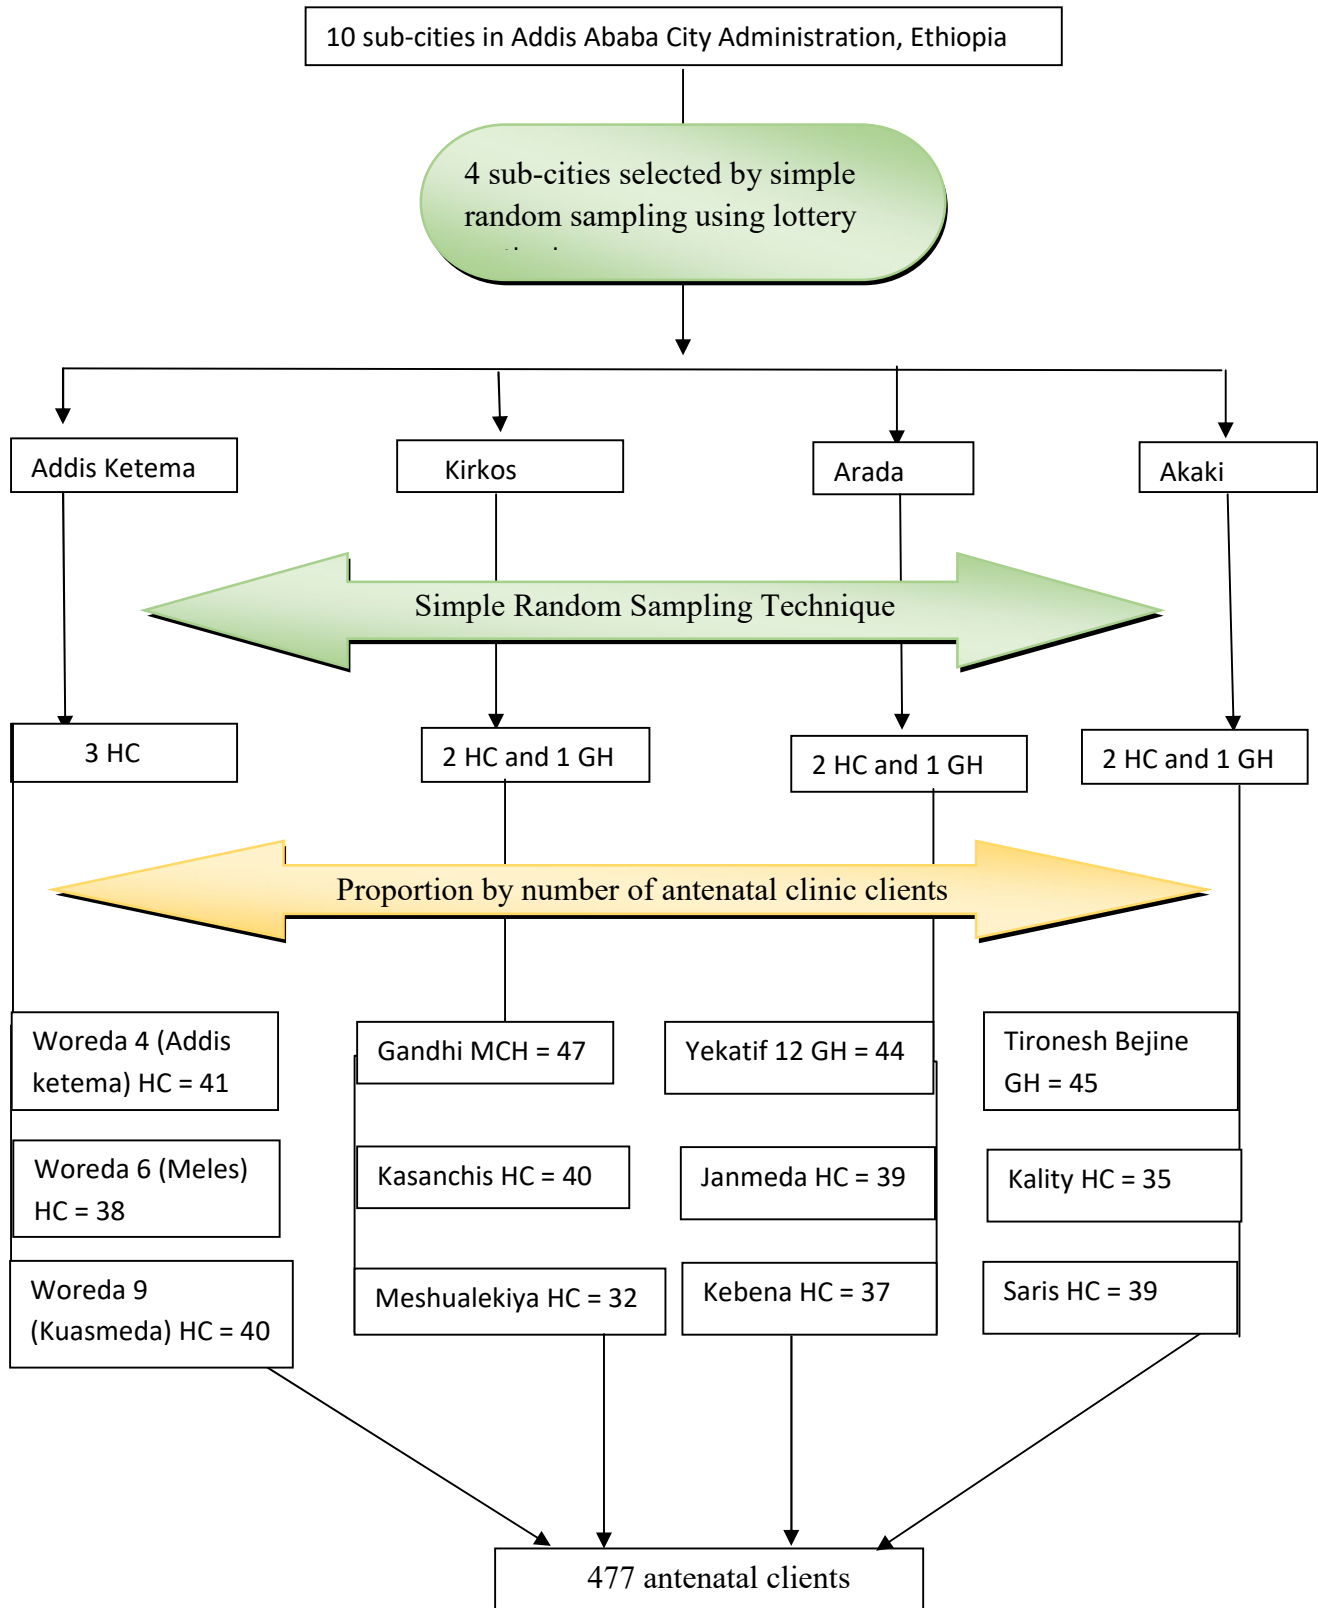 10 sub-cities in Addis Ababa City Administration, Ethiopia
4 sub-cities selected by simple
random sampling using lottery
Addis Ketema
Kirkos
Arada
Akaki
Simple Random Sampling Technique
3 HC
2 HC and 1 GH
2 HC and 1 GH
2 HC and 1 GH
Proportion by number of antenatal clinic clients
Woreda 4 (Addis
ketema) HC = 41
Gandhi MCH = 47
Yekatif 12 GH = 44
Tironesh Bejine
GH = 45
Woreda 6 (Meles)
HC = 38
Kasanchis HC = 40
Janmeda HC = 39
Kality HC = 35
Woreda 9
(Kuasmeda) HC = 40
Meshualekiya HC = 32
Kebena HC = 37
Saris HC = 39
477 antenatal clients